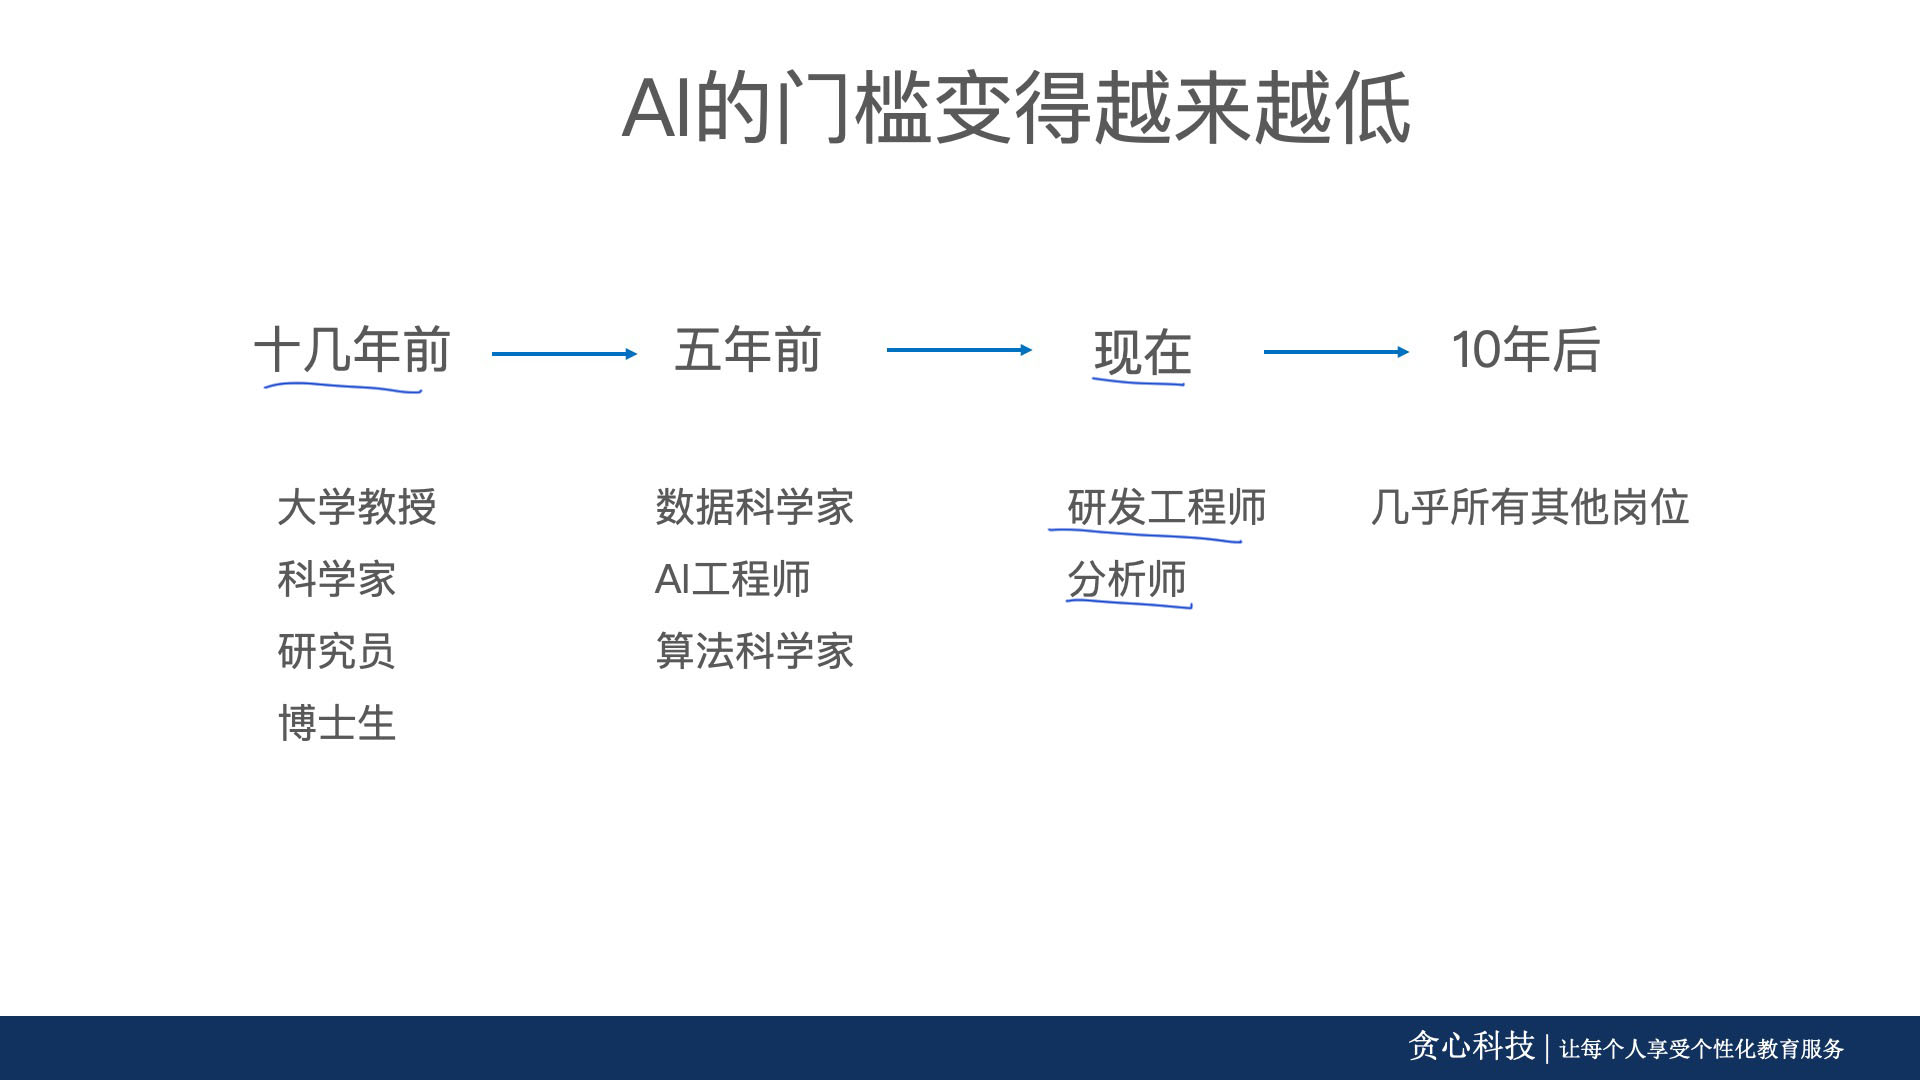 AI的门槛变得越来越低
十几年前
五年前
现在
10年后
大学教授
科学家
研究员
博士生
数据科学家
AI工程师
算法科学家
研发工程师
分析师
几乎所有其他岗位
贪心科技 | 让每个人享受个性化教育服务